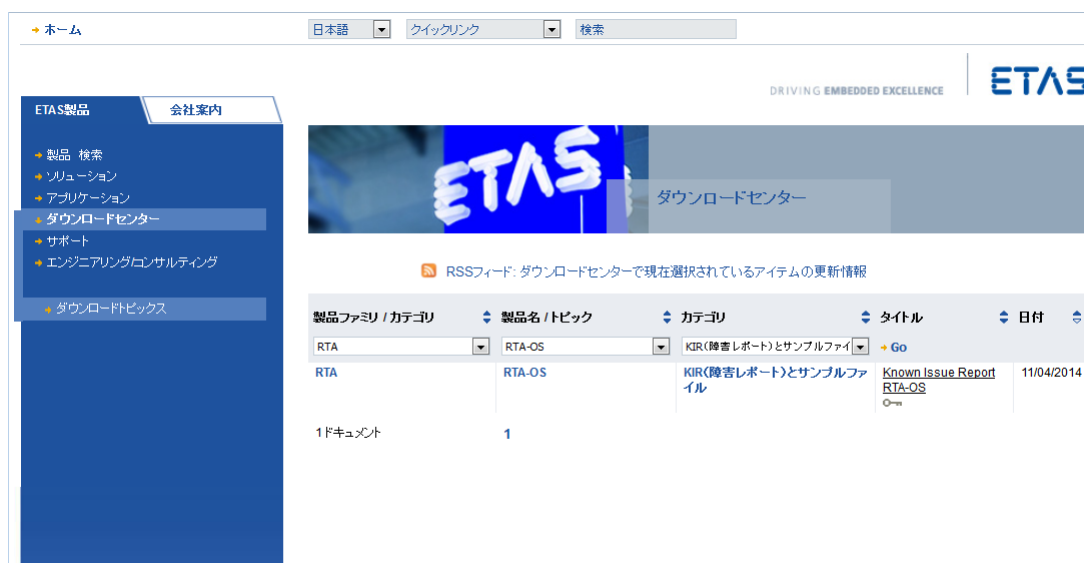 ホーム 日本語 クイックリンク 検索
DRIVING EMBEDDED EXCELLENCE ETAS
ETAS製品 会社案内
製品 検索
ソリューション
アプリケーション
ダウンロードセンター
サポート
エンジニアリング/コンサルティング
ダウンロードトピックス
ETAS
ダウンロードセンター
RSSフィード: ダウンロードセンターで現在選択されているアイテムの更新情報
製品ファミリ / カテゴリ 製品名 / トピック カテゴリ タイトル 日付
RTA RTA-OS KIR(障害レポート)とサンプルファイ Go
RTA RTA-OS KIR(障害レポート)とサンプルファ Known Issue Report 11/04/2014
イル RTA-OS
1ドキュメント 1